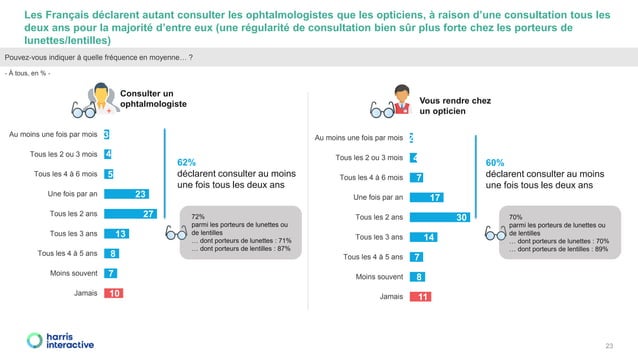 Les Français déclarent autant consulter les ophtalmologistes que les opticiens, à raison d’une consultation tous les
deux ans pour la majorité d’entre eux (une régularité de consultation bien sûr plus forte chez les porteurs de
lunettes/lentilles)
Pouvez-vous indiquer à quelle fréquence en moyenne… ?
- À tous, en % -
Consulter un
ophtalmologiste
Au moins une fois par mois 3
Tous les 2 ou 3 mois 4
Tous les 4 à 6 mois 5
Une fois par an 23
Tous les 2 ans 27
Tous les 3 ans 13
Tous les 4 à 5 ans 8
Moins souvent 7
Jamais 10
62%
déclarent consulter au moins
une fois tous les deux ans
72%
parmi les porteurs de lunettes ou
de lentilles
… dont porteurs de lunettes : 71%
… dont porteurs de lentilles : 87%
Vous rendre chez
un opticien
Au moins une fois par mois 2
Tous les 2 ou 3 mois 4
Tous les 4 à 6 mois 7
Une fois par an 17
Tous les 2 ans 30
Tous les 3 ans 14
Tous les 4 à 5 ans 7
Moins souvent 8
Jamais 11
60%
déclarent consulter au moins
une fois tous les deux ans
70%
parmi les porteurs de lunettes ou
de lentilles
… dont porteurs de lunettes : 70%
… dont porteurs de lentilles : 89%
harris
interactive
23